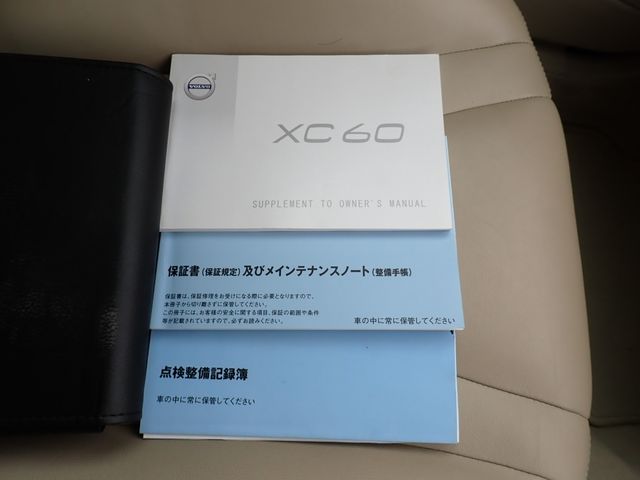 VOLVO
XC60
SUPPLEMENT TO OWNER'S MANUAL
保証書(保証規定)及びメインテナンスノート(整備手帳)
保証書は、保証修理をお受けになる際に必要となりますので、
本冊子から切り離さずに保管してください。
この冊子には、お客様の安全に関する項目、保証の範囲や条件
等が記載されていますので、必ずお読みください。
車の中に常に保管してください
点検整備記録簿
車の中に常に保管してください